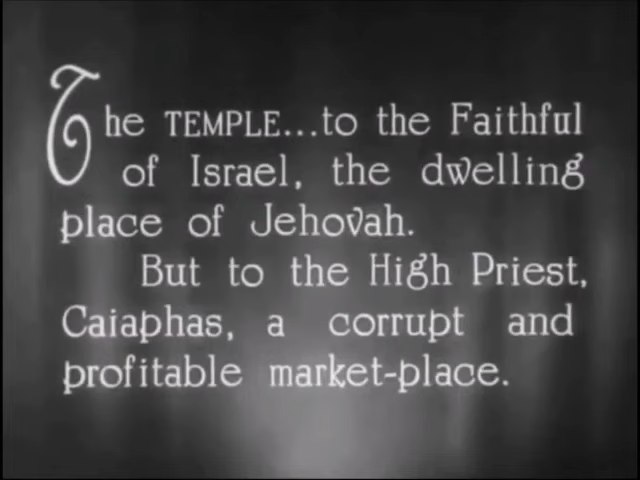 The TEMPLE...to the Faithful
of Israel, the dwelling
place of Jehovah.
But to the High Priest,
Caiaphas, a corrupt and
profitable market-place.